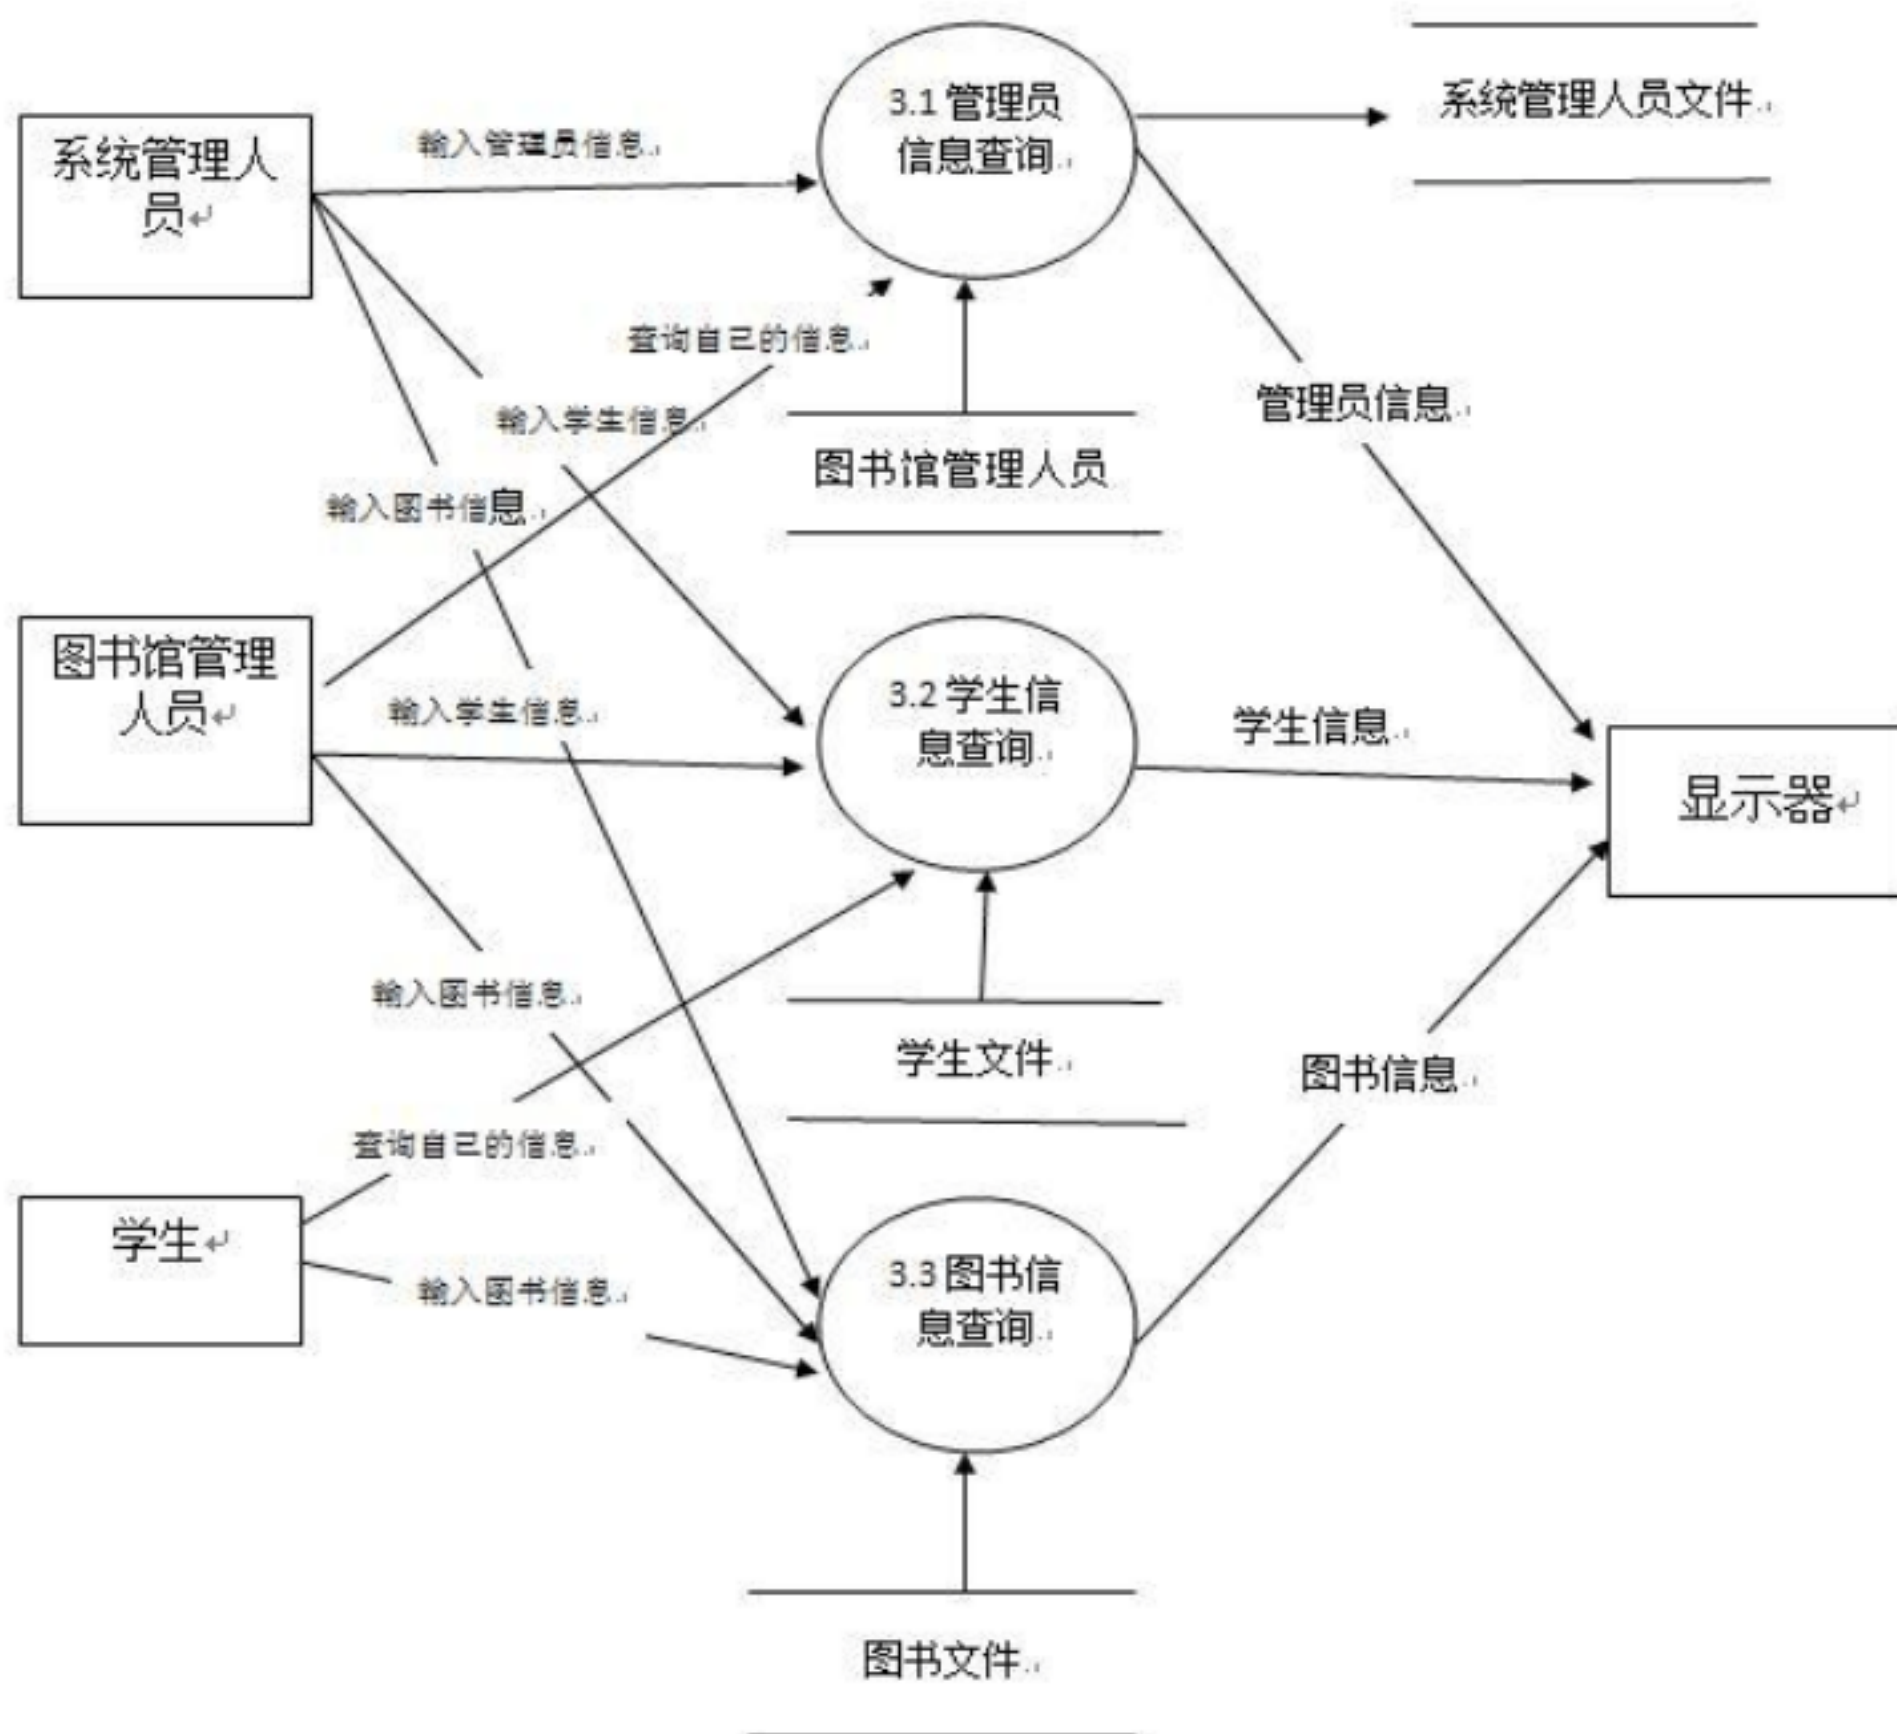 3.1 管理员
信息查询
系统管理人员文件
系统管理人
员
输入管理员信息
查询自己的信息
管理员信息
输入学生信息
图书馆管理人员
输入图书信息
图书馆管理
人员
3.2 学生信
息查询
输入学生信息
学生信息
显示器
输入图书信息
学生文件
图书信息
查询自己的信息
学生
3.3 图书信
息查询
输入图书信息
图书文件